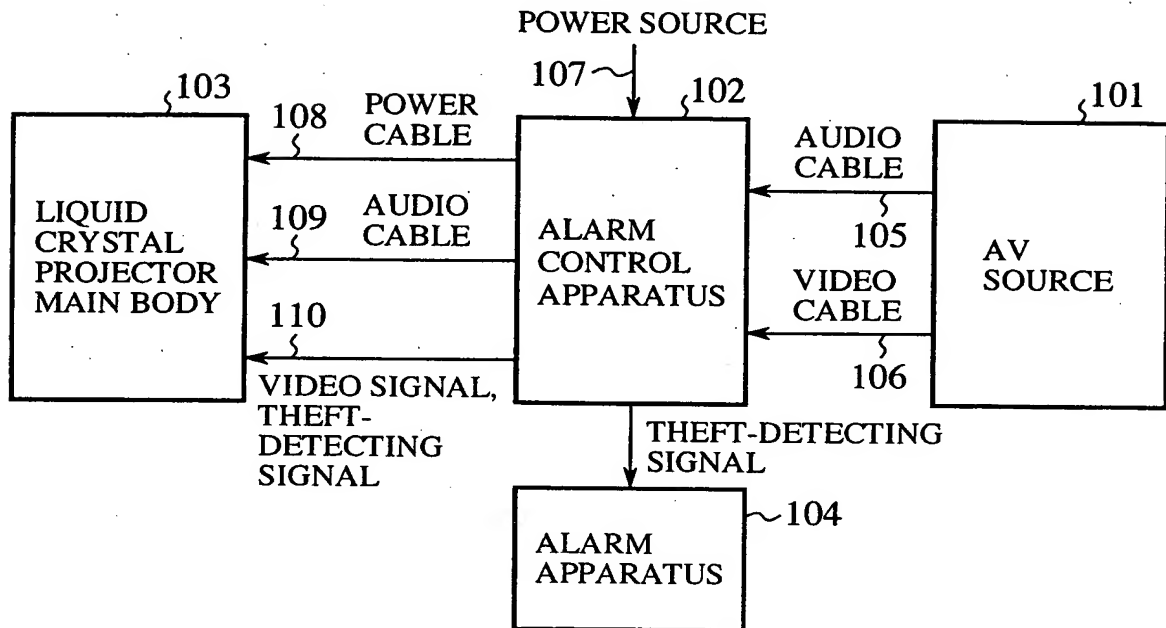 POWER SOURCE
107
103
102
101
108
POWER
CABLE
AUDIO
CABLE
105
109
AUDIO
CABLE
LIQUID
CRYSTAL
PROJECTOR
MAIN BODY
ALARM
CONTROL
APPARATUS
VIDEO
CABLE
106
AV
SOURCE
110
VIDEO SIGNAL,
THEFT-
DETECTING
SIGNAL
THEFT-DETECTING
SIGNAL
104
ALARM
APPARATUS